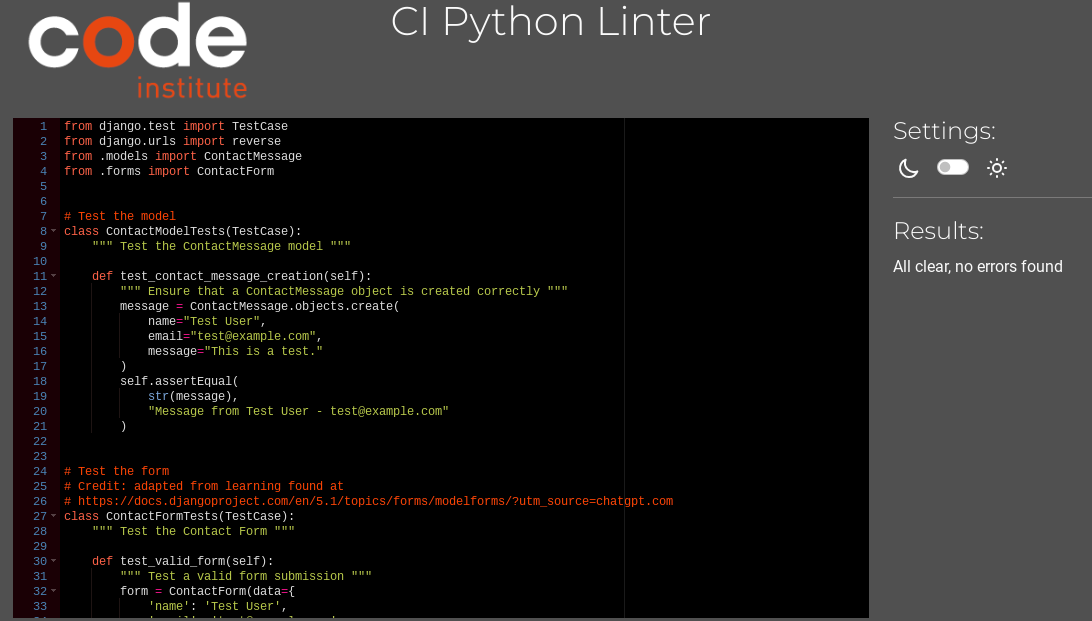 code
institute
CI Python Linter
1 from django.test import TestCase
2 from django.urls import reverse
3 from .models import ContactMessage
4 from .forms import ContactForm
5
6
7 # Test the model
8 class ContactModelTests(TestCase):
9     """ Test the ContactMessage model """
10
11     def test_contact_message_creation(self):
12         """ Ensure that a ContactMessage object is created correctly """
13         message = ContactMessage.objects.create(
14             name="Test User",
15             email="test@example.com",
16             message="This is a test."
17         )
18         self.assertEqual(
19             str(message),
20             "Message from Test User - test@example.com"
21         )
22
23
24 # Test the form
25 # Credit: adapted from learning found at
26 # https://docs.djangoproject.com/en/5.1/topics/forms/modelforms/?utm_source=chatgpt.com
27 class ContactFormTests(TestCase):
28     """ Test the Contact Form """
29
30     def test_valid_form(self):
31         """ Test a valid form submission """
32         form = ContactForm(data={
33             'name': 'Test User',
Settings:
Results:
All clear, no errors found